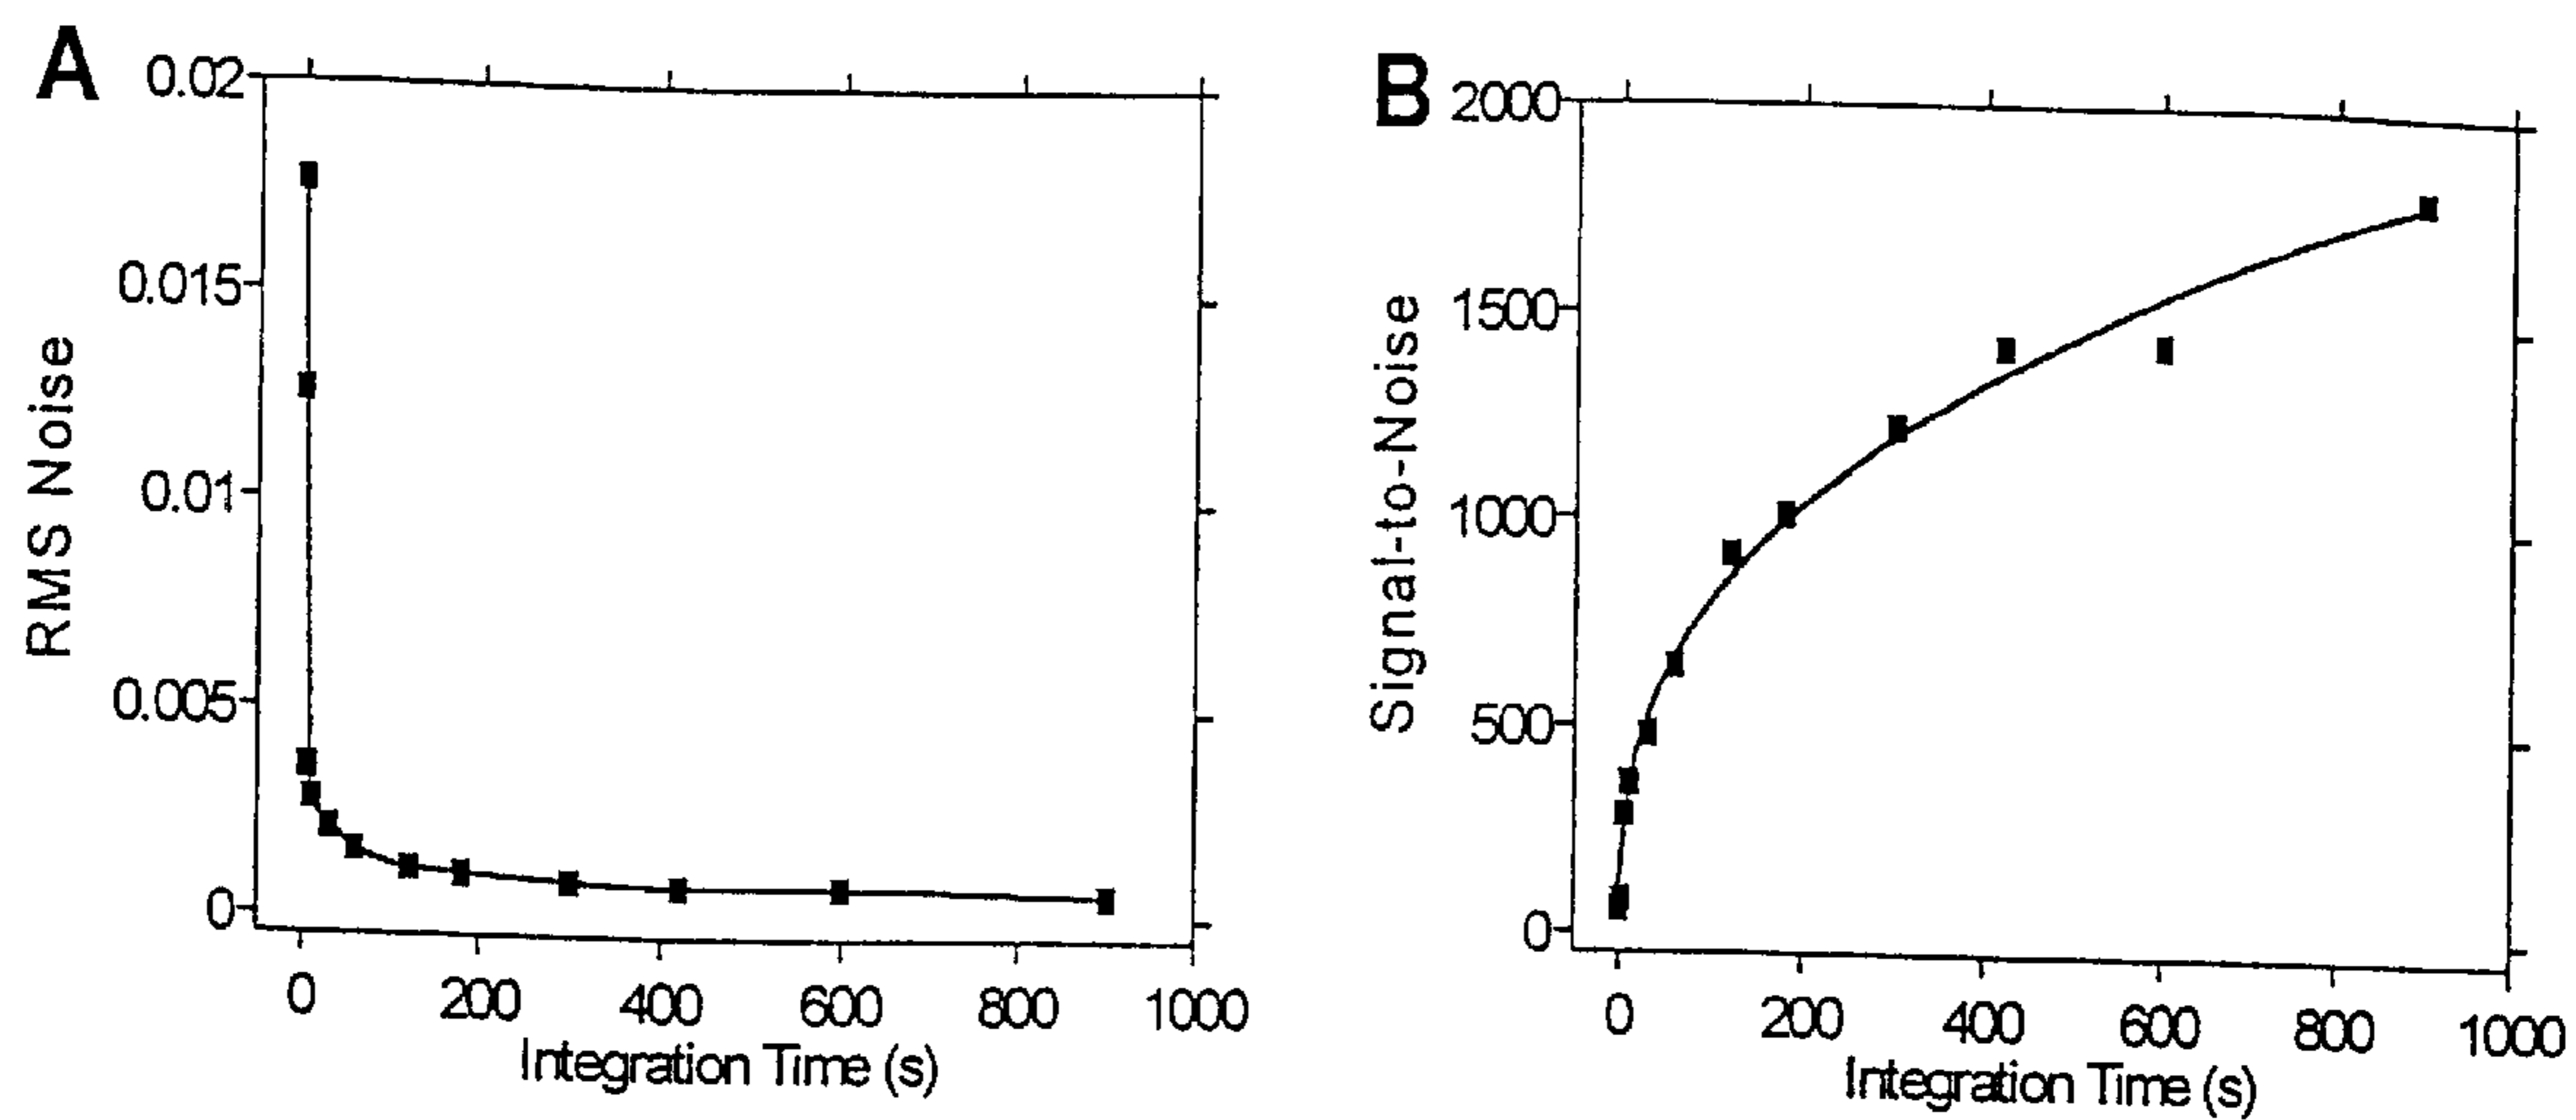 A
0.02
0.015
0.01
0.005
0
RMS Noise
0 200 400 600 800 1000
Integration Time (s)
B
2000
1500
1000
500
0
Signal-to-Noise
0 200 400 600 800 1000
Integration Time (s)